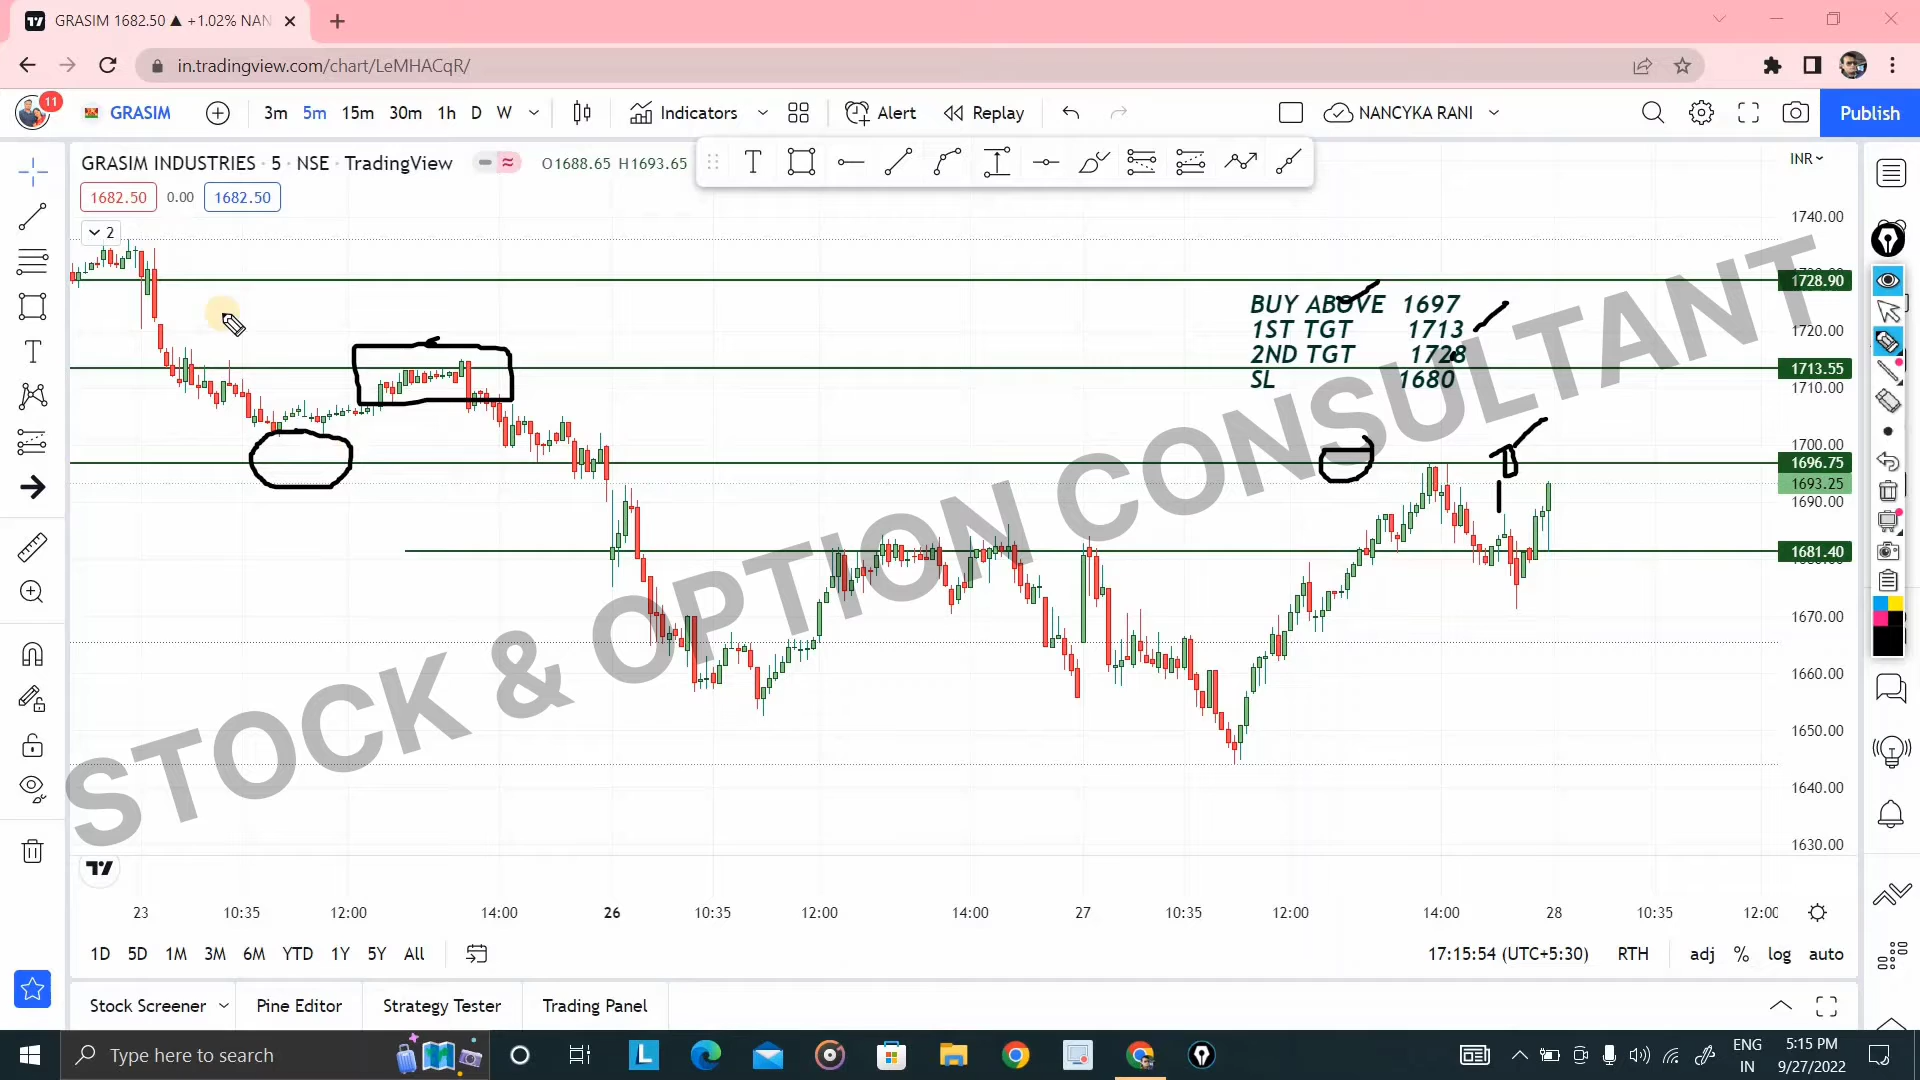 GRASIM 1682.50 ▲ +1.02% NAN
in.tradingview.com/chart/LeMHACqR/
11
GRASIM
3m 5m 15m 30m 1h D W
Indicators
Alert
Replay
NANCYKA RANI
Publish
GRASIM INDUSTRIES · 5 · NSE · TradingView
O1688.65 H1693.65
INR
1682.50 0.00 1682.50
2
1740.00
1728.90
1720.00
1713.55
1710.00
1700.00
1696.75
1693.25
1690.00
1681.40
1670.00
1660.00
1650.00
1640.00
1630.00
BUY ABOVE 1697
1ST TGT 1713
2ND TGT 1728
SL 1680
STOCK & OPTION CONSULTANT
23 10:35 12:00 14:00 26 10:35 12:00 14:00 27 10:35 12:00 14:00 28 10:35 12:00
1D 5D 1M 3M 6M YTD 1Y 5Y All
17:15:54 (UTC+5:30) RTH adj % log auto
Stock Screener Pine Editor Strategy Tester Trading Panel
Type here to search
ENG
IN
5:15 PM
9/27/2022